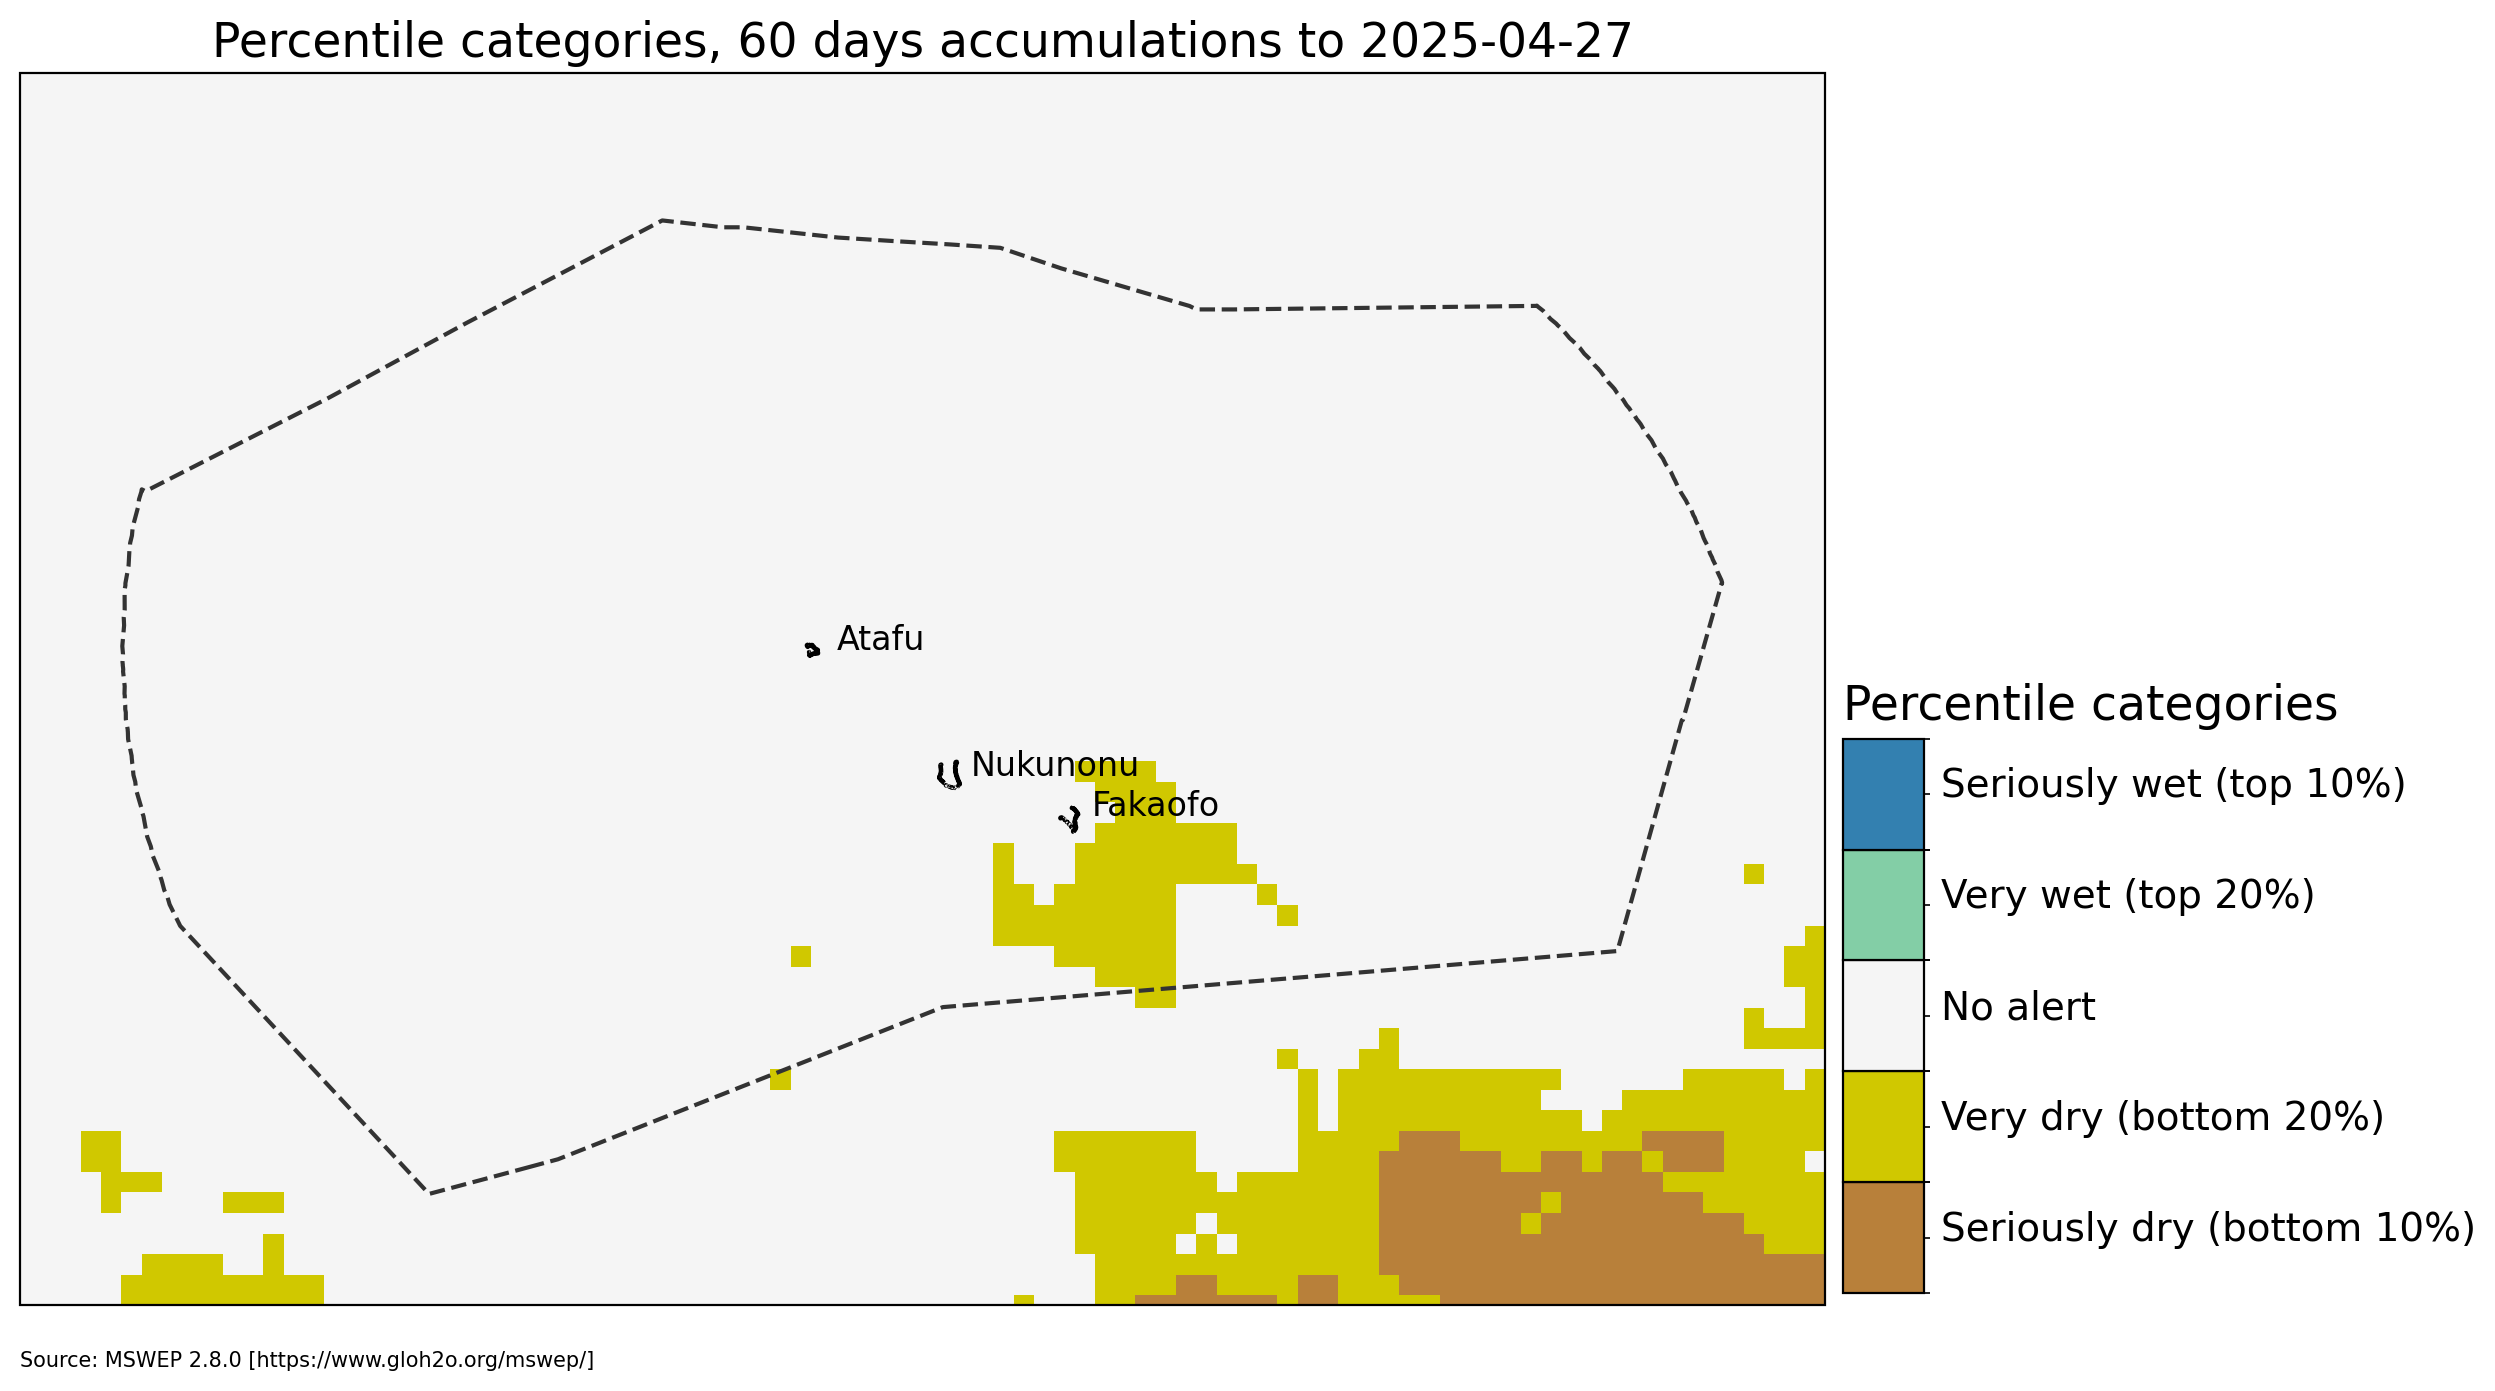 Percentile categories, 60 days accumulations to 2025-04-27
Atafu
Nukunonu
Fakaofo
Percentile categories
Seriously wet (top 10%)
Very wet (top 20%)
No alert
Very dry (bottom 20%)
Seriously dry (bottom 10%)
Source: MSWEP 2.8.0 [https://www.gloh2o.org/mswep/]